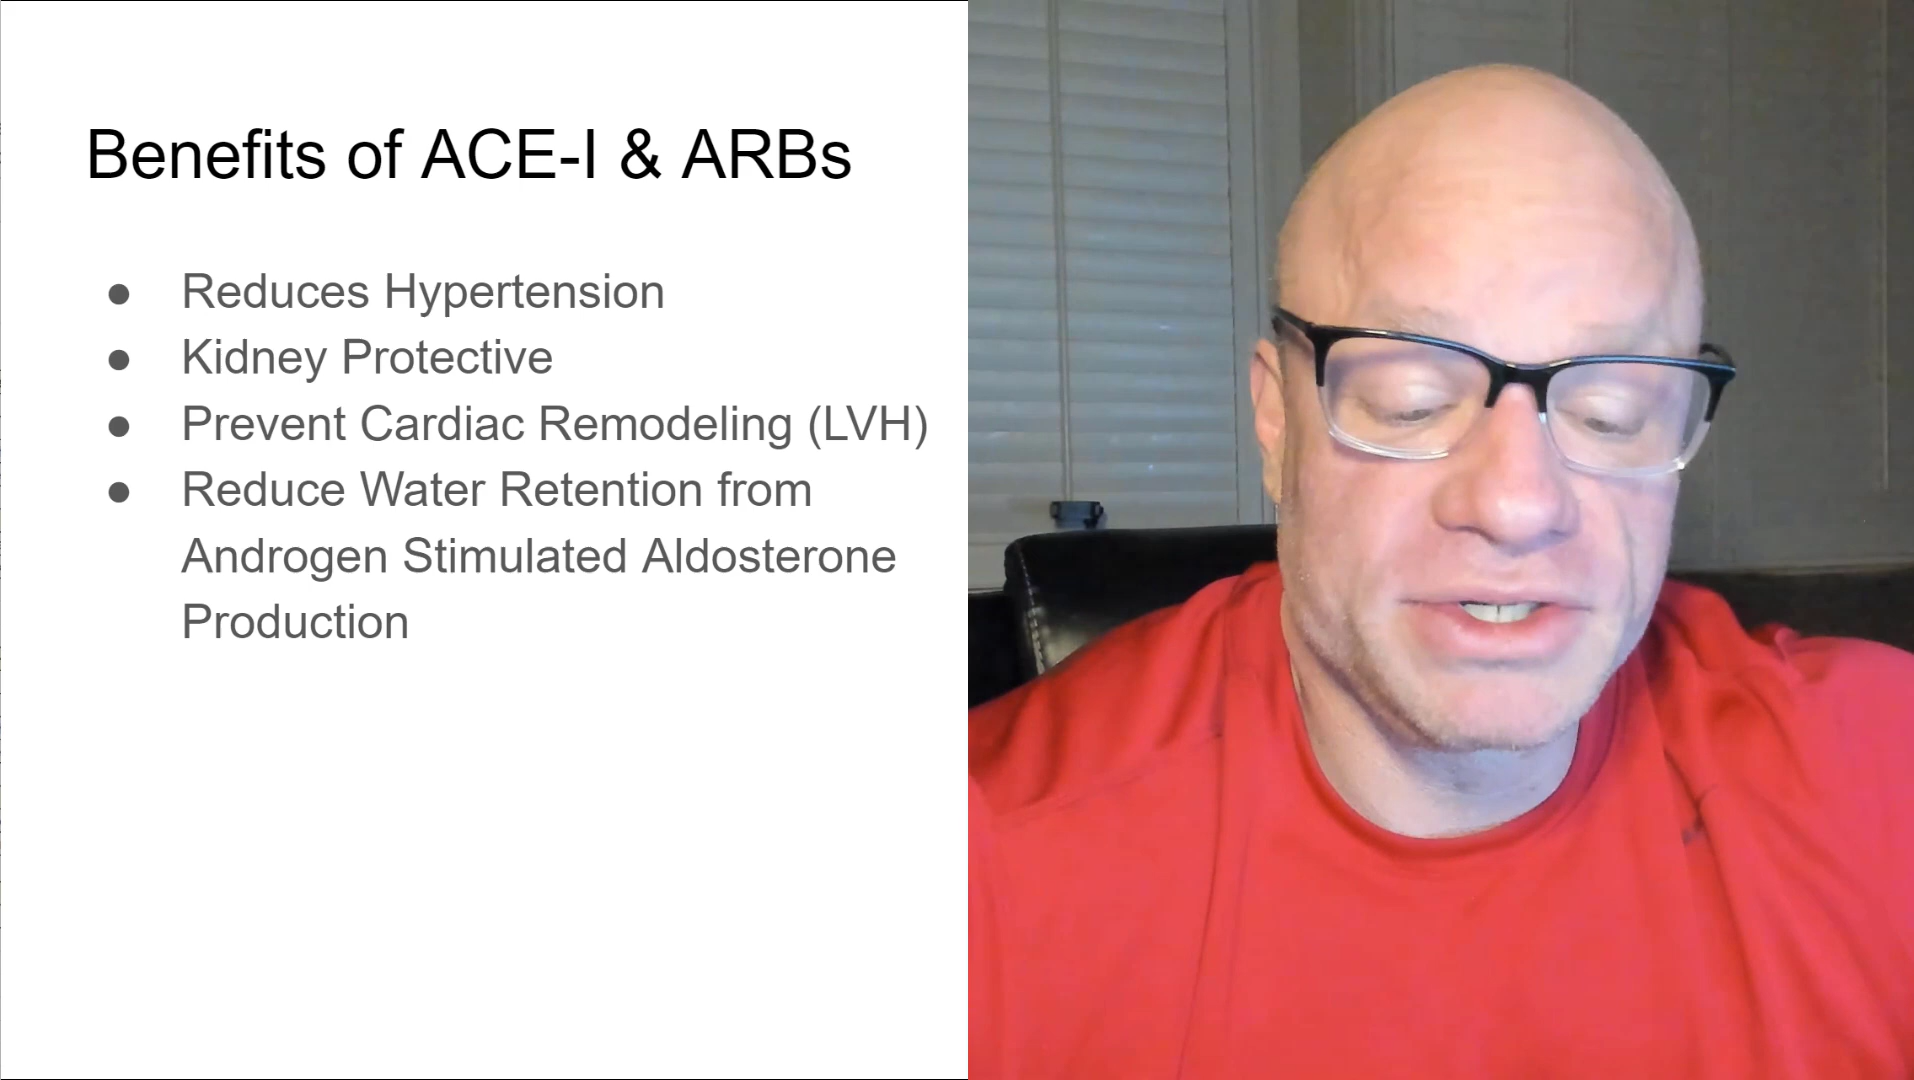 Benefits of ACE-I & ARBs
● Reduces Hypertension
● Kidney Protective
● Prevent Cardiac Remodeling (LVH)
● Reduce Water Retention from
Androgen Stimulated Aldosterone
Production